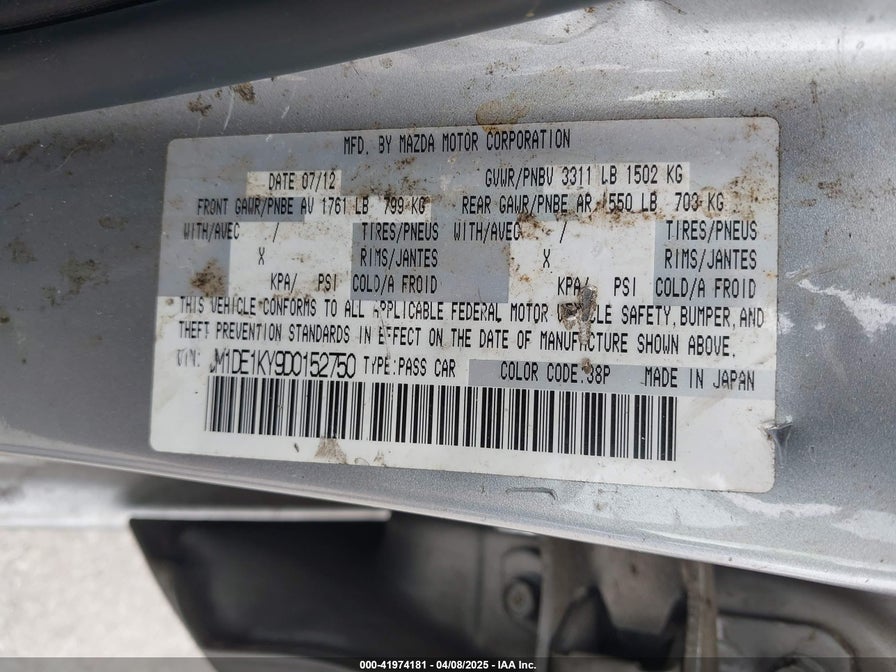 MFD. BY MAZDA MOTOR CORPORATION
DATE 07/12 GVWR/PNBV 3311 LB 1502 KG
FRONT GAWR/PNBE AV 1761 LB 799 KG REAR GAWR/PNBE AR 1550 LB 703 KG
WITH/AVEC / TIRES/PNEUS WITH/AVEC / TIRES/PNEUS
X RIMS/JANTES X RIMS/JANTES
KPA/ PSI COLD/A FROID KPA/ PSI COLD/A FROID
THIS VEHICLE CONFORMS TO ALL APPLICABLE FEDERAL MOTOR VEHICLE SAFETY, BUMPER, AND
THEFT PREVENTION STANDARDS IN EFFECT ON THE DATE OF MANUFACTURE SHOWN ABOVE.
VIN: JM1DE1KY9D0152750 TYPE:PASS CAR COLOR CODE:38P MADE IN JAPAN
000-41974181 | 04/08/2025 - IAA Inc.